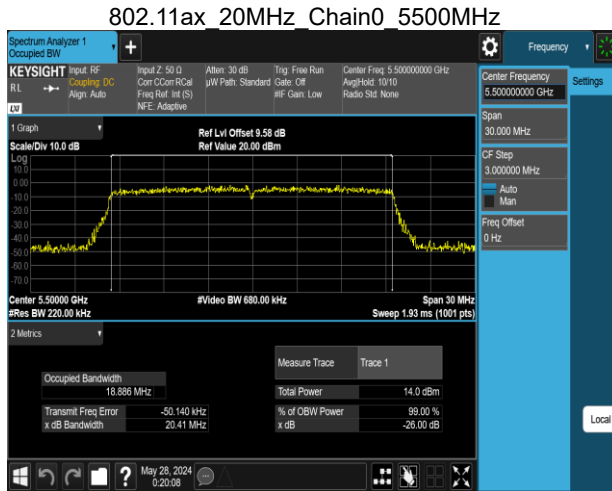 802.11ax_20MHz_Chain0_5500MHz
Spectrum Analyzer 1
Occupied BW
Frequency
KEYSIGHT
RL
Input: RF
Coupling: DC
Align: Auto
Input Z: 50 Ω
Corr CCorr RCal
Freq Ref: Int (S)
NFE: Adaptive
Atten: 30 dB
µW Path: Standard
Trig: Free Run
Gate: Off
#IF Gain: Low
Center Freq: 5.500000000 GHz
Avg|Hold: 10/10
Radio Std: None
Center Frequency
5.500000000 GHz
Settings
Span
30.000 MHz
CF Step
3.000000 MHz
Auto
Man
Freq Offset
0 Hz
1 Graph
Scale/Div 10.0 dB
Ref Lvl Offset 9.58 dB
Ref Value 20.00 dBm
Log
10.0
0.00
-10.0
-20.0
-30.0
-40.0
-50.0
-60.0
-70.0
Center 5.50000 GHz
#Video BW 680.00 kHz
Span 30 MHz
#Res BW 220.00 kHz
Sweep 1.93 ms (1001 pts)
2 Metrics
Measure Trace
Trace 1
Occupied Bandwidth
18.886 MHz
Total Power
14.0 dBm
Transmit Freq Error
-50.140 kHz
% of OBW Power
99.00 %
x dB Bandwidth
20.41 MHz
x dB
-26.00 dB
Local
May 28, 2024
0:20:08